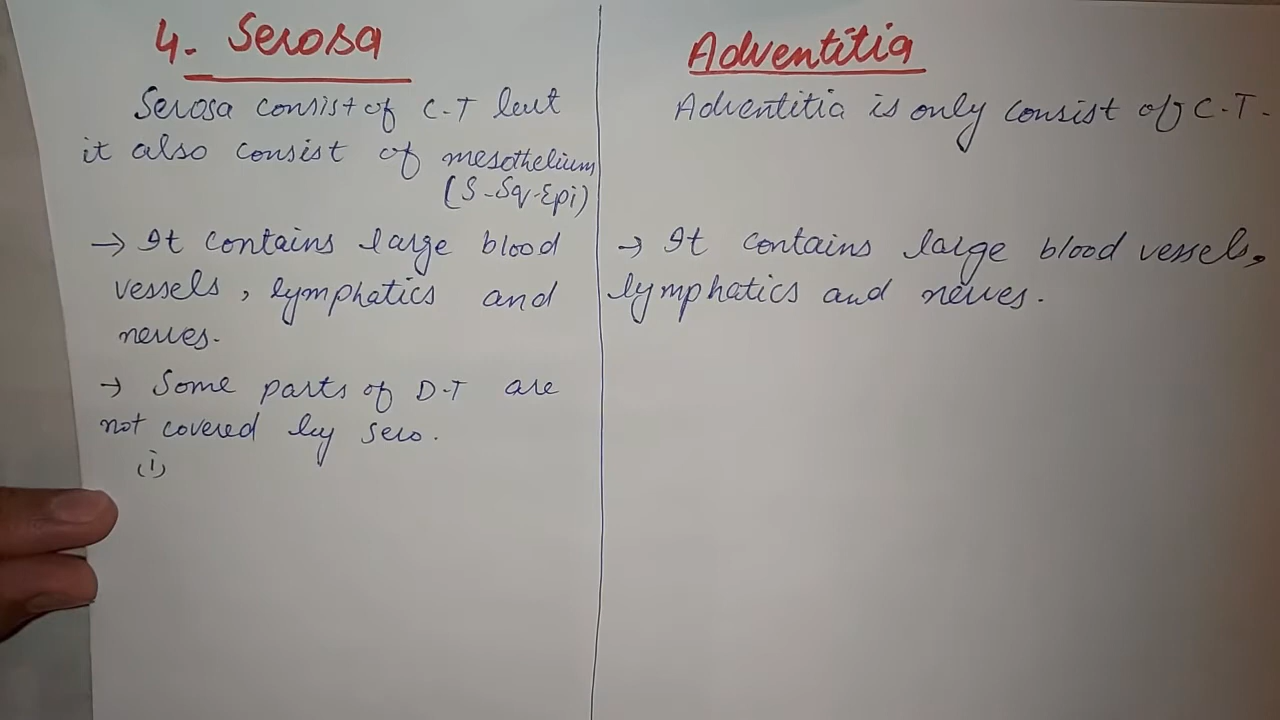 4. Serosa
Serosa consist of C.T but
it also consist of mesothelium
(S-Sq-Epi)
→ It contains large blood
vessels, lymphatics and
nerves.
→ Some parts of D.T are
not covered by sero.
(i)
Adventitia
Adventitia is only consist of C.T.
→ It contains large blood vessels,
lymphatics and nerves.